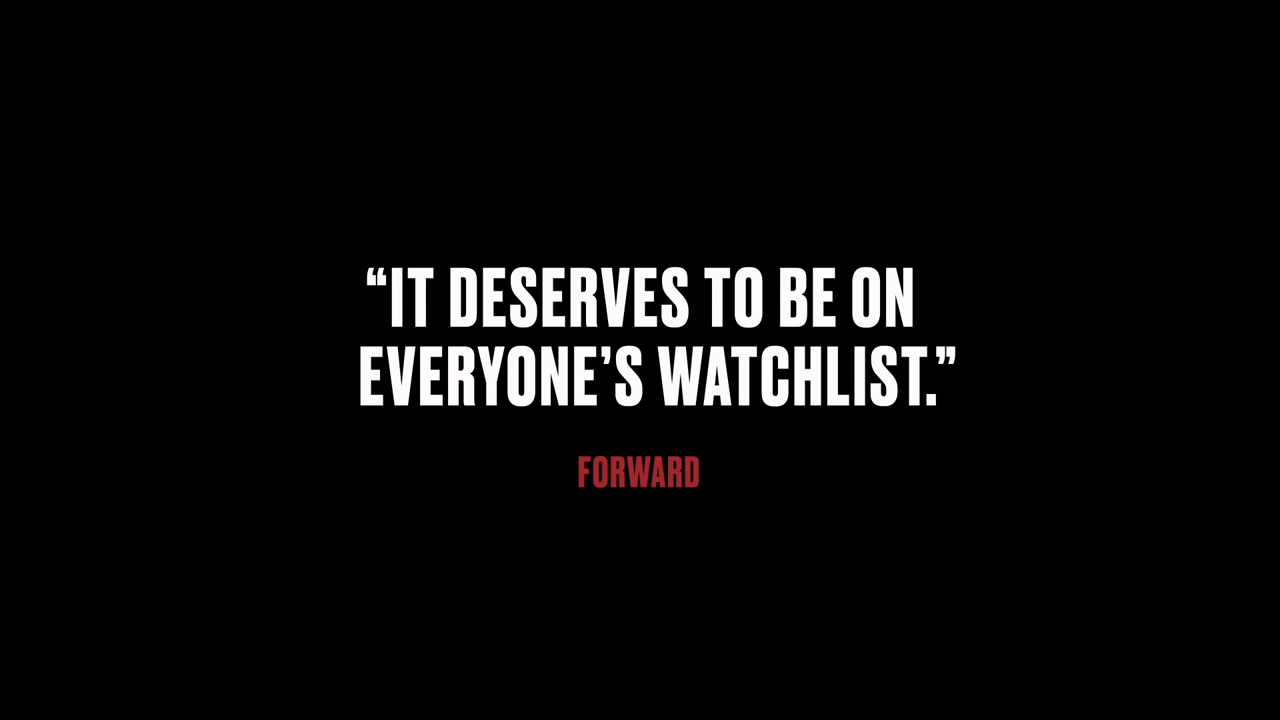 “IT DESERVES TO BE ON
EVERYONE’S WATCHLIST.”
FORWARD